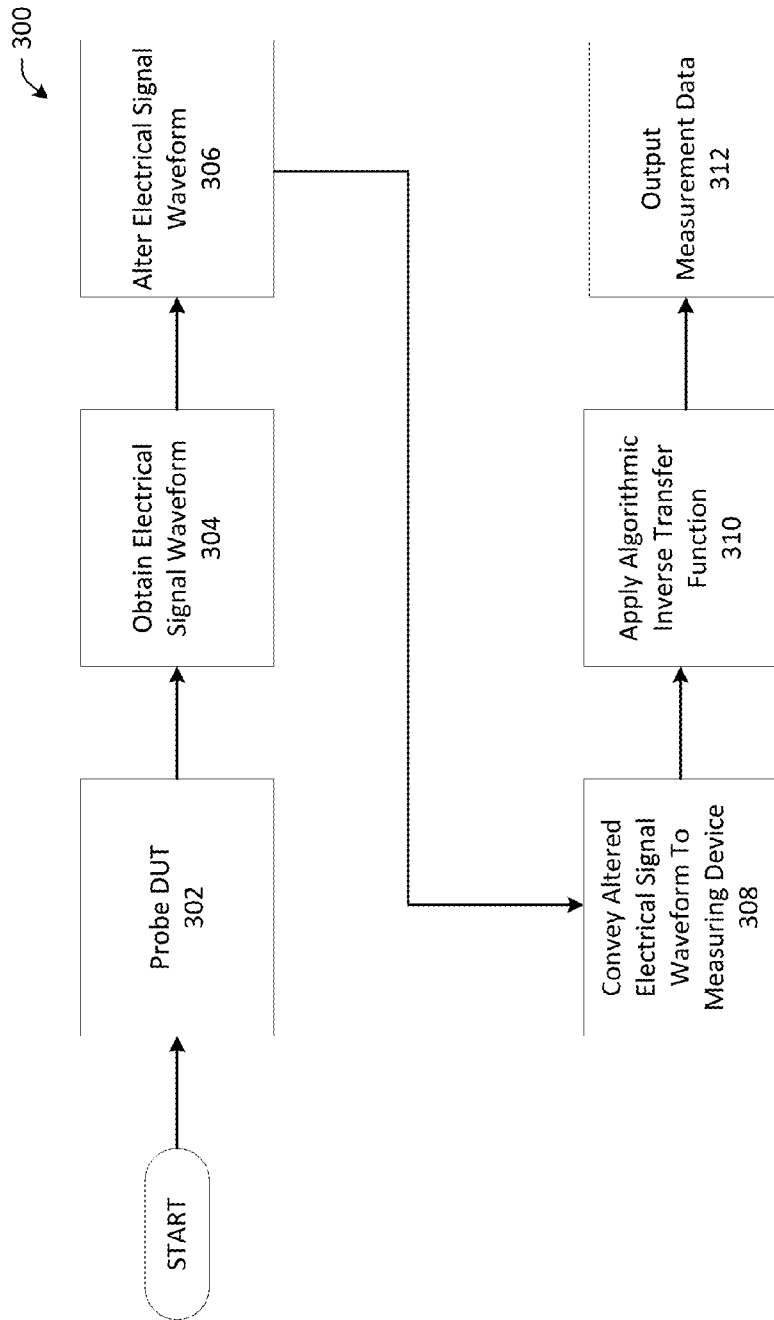 300
START
Probe DUT
302
Obtain Electrical
Signal Waveform
304
Alter Electrical Signal
Waveform
306
Convey Altered
Electrical Signal
Waveform To
Measuring Device
308
Apply Algorithmic
Inverse Transfer
Function
310
Output
Measurement Data
312